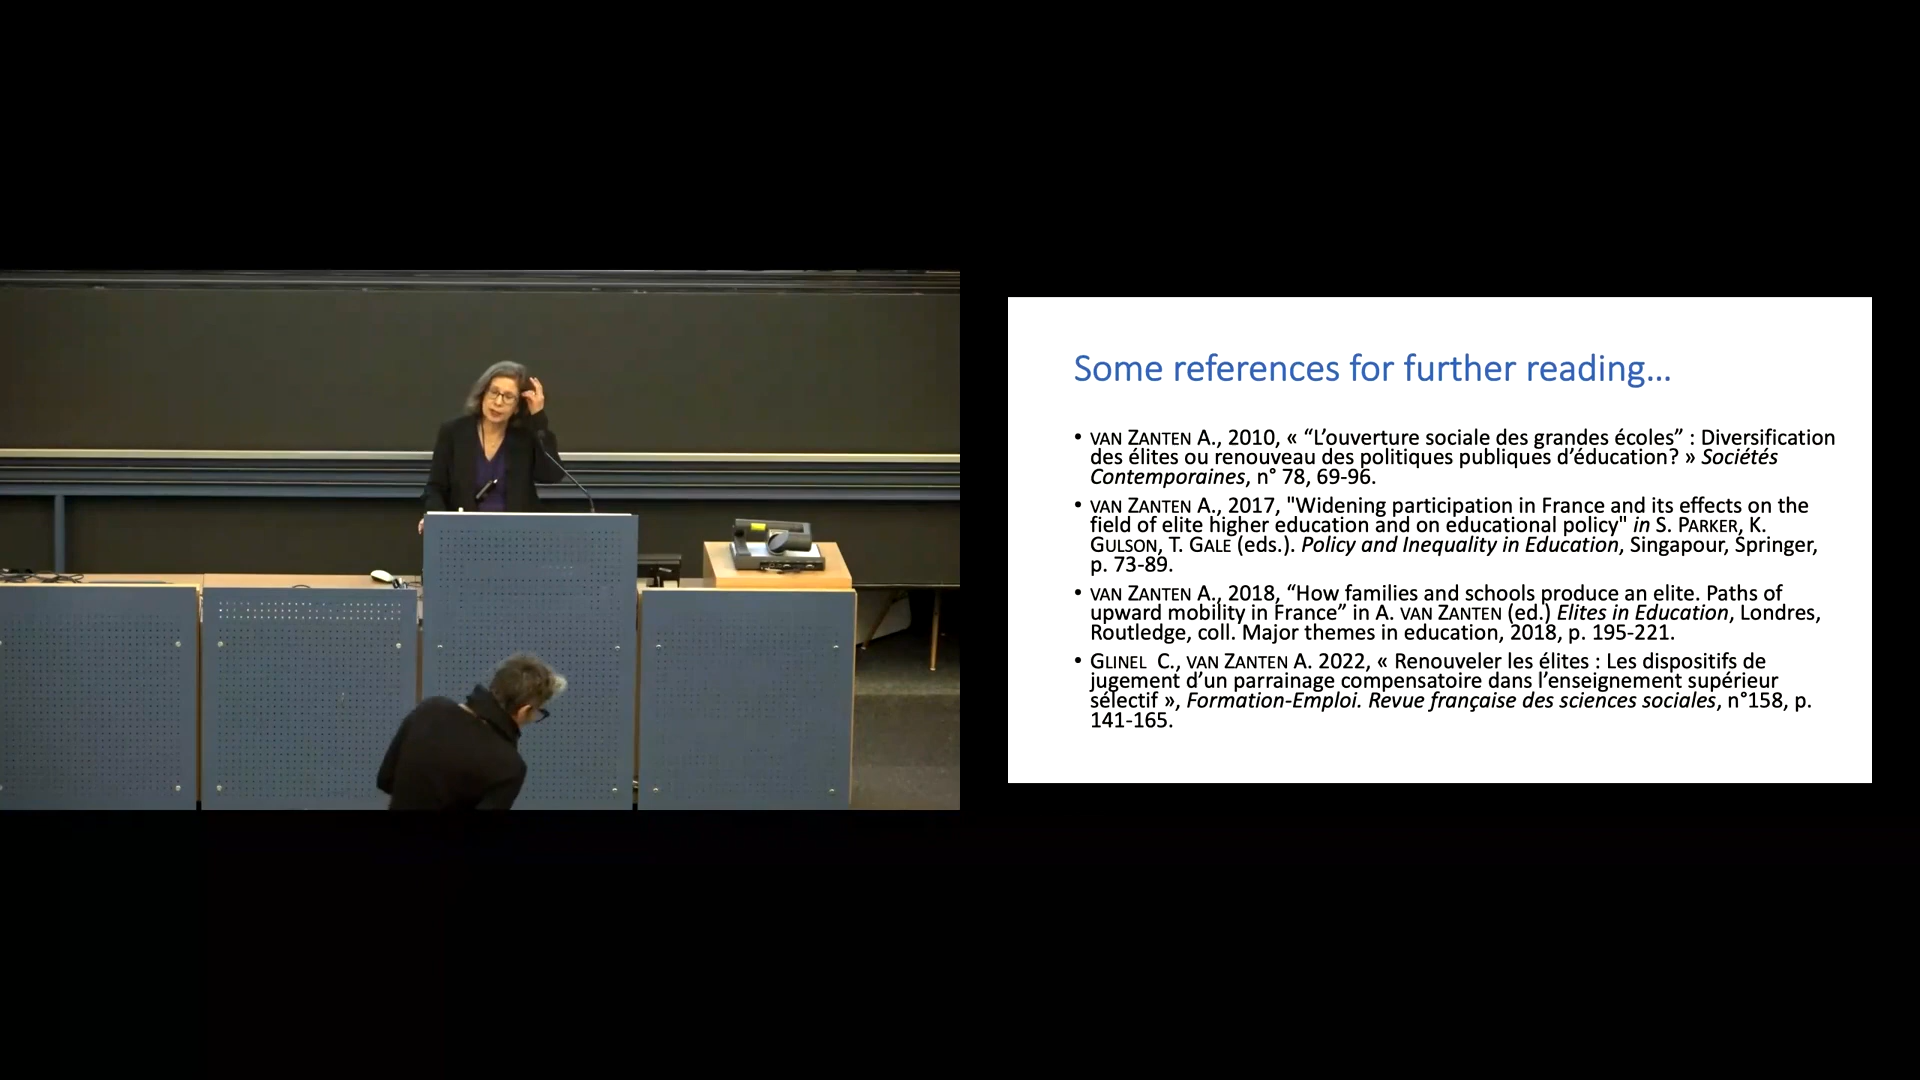 Some references for further reading…
• VAN ZANTEN A., 2010, « “L’ouverture sociale des grandes écoles” : Diversification
des élites ou renouveau des politiques publiques d’éducation? » Sociétés
Contemporaines, n° 78, 69-96.
• VAN ZANTEN A., 2017, "Widening participation in France and its effects on the
field of elite higher education and on educational policy" in S. PARKER, K.
GULSON, T. GALE (eds.). Policy and Inequality in Education, Singapour, Springer,
p. 73-89.
• VAN ZANTEN A., 2018, “How families and schools produce an elite. Paths of
upward mobility in France” in A. VAN ZANTEN (ed.) Elites in Education, Londres,
Routledge, coll. Major themes in education, 2018, p. 195-221.
• GLINEL C., VAN ZANTEN A. 2022, « Renouveler les élites : Les dispositifs de
jugement d’un parrainage compensatoire dans l’enseignement supérieur
sélectif », Formation-Emploi. Revue française des sciences sociales, n°158, p.
141-165.